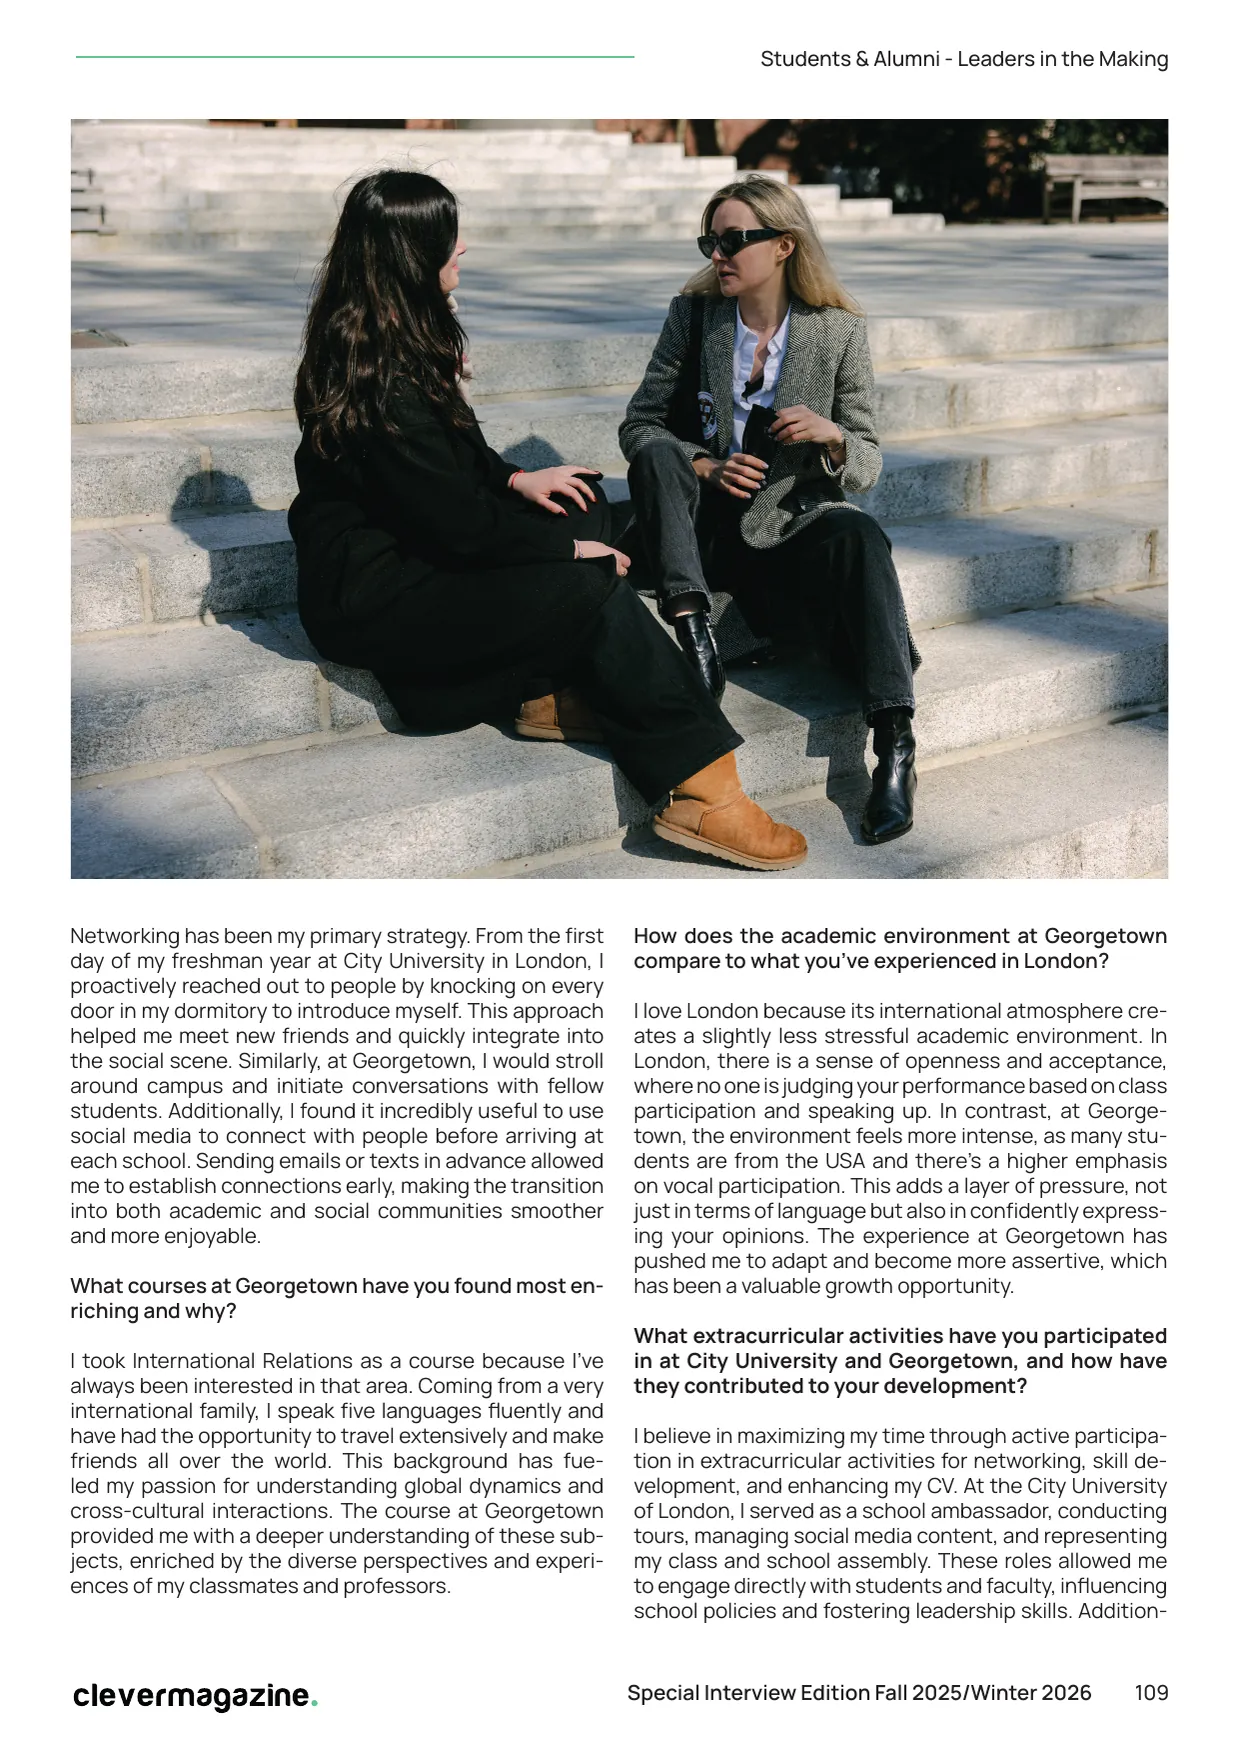 Students & Alumni - Leaders in the Making
Networking has been my primary strategy. From the first
day of my freshman year at City University in London, I
proactively reached out to people by knocking on every
door in my dormitory to introduce myself. This approach
helped me meet new friends and quickly integrate into
the social scene. Similarly, at Georgetown, I would stroll
around campus and initiate conversations with fellow
students. Additionally, I found it incredibly useful to use
social media to connect with people before arriving at
each school. Sending emails or texts in advance allowed
me to establish connections early, making the transition
into both academic and social communities smoother
and more enjoyable.
What courses at Georgetown have you found most en-
riching and why?
I took International Relations as a course because I've
always been interested in that area. Coming from a very
international family, I speak five languages fluently and
have had the opportunity to travel extensively and make
friends all over the world. This background has fue-
led my passion for understanding global dynamics and
cross-cultural interactions. The course at Georgetown
provided me with a deeper understanding of these sub-
jects, enriched by the diverse perspectives and experi-
ences of my classmates and professors.
How does the academic environment at Georgetown
compare to what you've experienced in London?
I love London because its international atmosphere cre-
ates a slightly less stressful academic environment. In
London, there is a sense of openness and acceptance,
where no one is judging your performance based on class
participation and speaking up. In contrast, at George-
town, the environment feels more intense, as many stu-
dents are from the USA and there's a higher emphasis
on vocal participation. This adds a layer of pressure, not
just in terms of language but also in confidently express-
ing your opinions. The experience at Georgetown has
pushed me to adapt and become more assertive, which
has been a valuable growth opportunity.
What extracurricular activities have you participated
in at City University and Georgetown, and how have
they contributed to your development?
I believe in maximizing my time through active participa-
tion in extracurricular activities for networking, skill de-
velopment, and enhancing my CV. At the City University
of London, I served as a school ambassador, conducting
tours, managing social media content, and representing
my class and school assembly. These roles allowed me
to engage directly with students and faculty, influencing
school policies and fostering leadership skills. Addition-
clevermagazine.
Special Interview Edition Fall 2025/Winter 2026 109